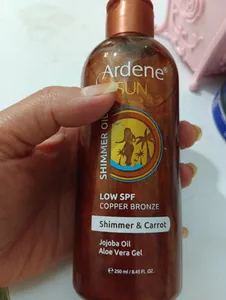 Ardene®
SUN
SHIMMER OIL
LOW SPF
COPPER BRONZE
Shimmer & Carrot
Jojoba Oil
Aloe Vera Gel
℮ 250 ml / 8.45 FL. OZ.